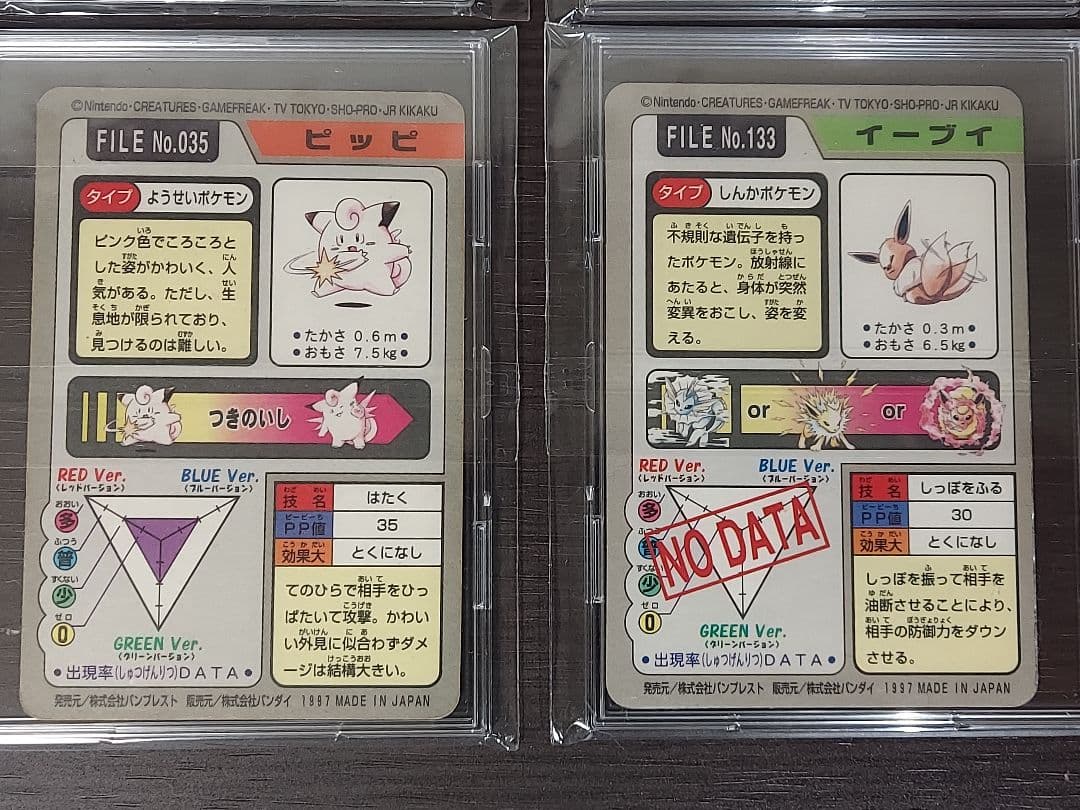 ©Nintendo・CREATURES・GAMEFREAK・TV TOKYO・SHO-PRO・JR KIKAKU
FILE No.035
ピッピ
タイプ
ようせいポケモン
ピンク色でころころと
した姿がかわいく、人
気がある。ただし、生
息地が限られており、
見つけるのは難しい。
・たかさ 0.6m・
・おもさ 7.5kg・
つきのいし
RED Ver.
(レッドバージョン)
BLUE Ver.
(ブルーバージョン)
おおい
多
ふつう
普
すくない
少
ゼロ
0
GREEN Ver.
(グリーンバージョン)
・出現率(しゅつげんりつ)DATA・
技名
はたく
PP値
35
効果大
とくになし
てのひらで相手をひっ
ぱたいて攻撃。かわい
い外見に似合わずダメ
ージは結構大きい。
発売元/株式会社バンプレスト 販売元/株式会社バンダイ 1997 MADE IN JAPAN
©Nintendo・CREATURES・GAMEFREAK・TV TOKYO・SHO-PRO・JR KIKAKU
FILE No.133
イーブイ
タイプ
しんかポケモン
不規則な遺伝子を持っ
たポケモン。放射線に
あたると、身体が突然
変異をおこし、姿を変
える。
・たかさ 0.3m・
・おもさ 6.5kg・
or
or
RED Ver.
(レッドバージョン)
BLUE Ver.
(ブルーバージョン)
おおい
多
ふつう
普
少
ゼロ
0
NO DATA
GREEN Ver.
(グリーンバージョン)
・出現率(しゅつげんりつ)DATA・
技名
しっぽをふる
PP値
30
効果大
とくになし
しっぽを振って相手を
油断させることにより、
相手の防御力をダウン
させる。
発売元/株式会社バンプレスト 販売元/株式会社バンダイ 1997 MADE IN JAPAN